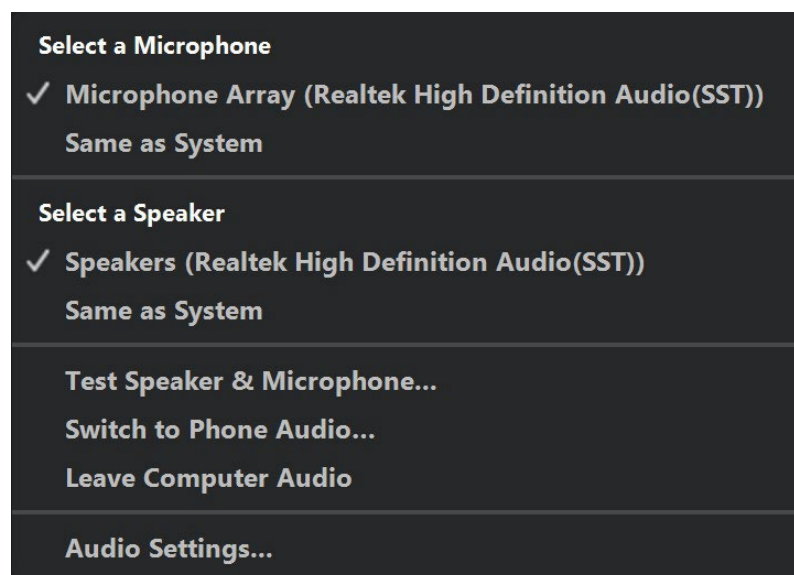 Select a Microphone
Microphone Array (Realtek High Definition Audio(SST))
Same as System
Select a Speaker
Speakers (Realtek High Definition Audio(SST))
Same as System
Test Speaker & Microphone...
Switch to Phone Audio...
Leave Computer Audio
Audio Settings...